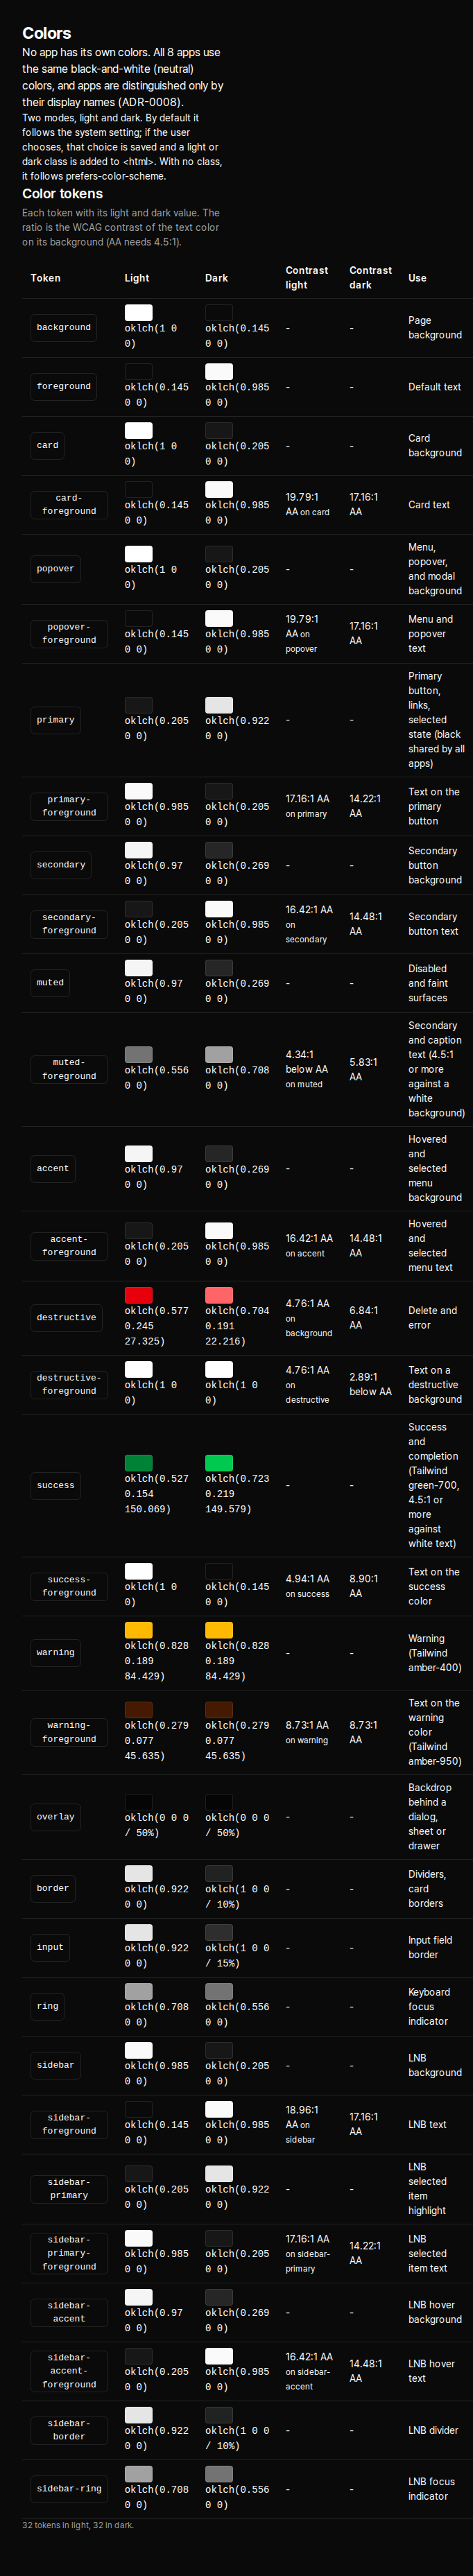 Colors
No app has its own colors. All 8 apps use
the same black-and-white (neutral)
colors, and apps are distinguished only by
their display names (ADR-0008).
Two modes, light and dark. By default it
follows the system setting; if the user
chooses, that choice is saved and a light or
dark class is added to <html>. With no class,
it follows prefers-color-scheme.
Color tokens
Each token with its light and dark value. The
ratio is the WCAG contrast of the text color
on its background (AA needs 4.5:1).
Token Light Dark Contrast light Contrast dark Use
background oklch(1 0 0) oklch(0.145 0 0) - - Page background
foreground oklch(0.145 0 0) oklch(0.985 0 0) - - Default text
card oklch(1 0 0) oklch(0.205 0 0) - - Card background
card-foreground oklch(0.145 0 0) oklch(0.985 0 0) 19.79:1 AA on card 17.16:1 AA Card text
popover oklch(1 0 0) oklch(0.205 0 0) - - Menu, popover, and modal background
popover-foreground oklch(0.145 0 0) oklch(0.985 0 0) 19.79:1 AA on popover 17.16:1 AA Menu and popover text
primary oklch(0.205 0 0) oklch(0.922 0 0) - - Primary button, links, selected state (black shared by all apps)
primary-foreground oklch(0.985 0 0) oklch(0.205 0 0) 17.16:1 AA on primary 14.22:1 AA Text on the primary button
secondary oklch(0.97 0 0) oklch(0.269 0 0) - - Secondary button background
secondary-foreground oklch(0.205 0 0) oklch(0.985 0 0) 16.42:1 AA on secondary 14.48:1 AA Secondary button text
muted oklch(0.97 0 0) oklch(0.269 0 0) - - Disabled and faint surfaces
muted-foreground oklch(0.556 0 0) oklch(0.708 0 0) 4.34:1 below AA on muted 5.83:1 AA Secondary and caption text (4.5:1 or more against a white background)
accent oklch(0.97 0 0) oklch(0.269 0 0) - - Hovered and selected menu background
accent-foreground oklch(0.205 0 0) oklch(0.985 0 0) 16.42:1 AA on accent 14.48:1 AA Hovered and selected menu text
destructive oklch(0.577 0.245 27.325) oklch(0.704 0.191 22.216) 4.76:1 AA on background 6.84:1 AA Delete and error
destructive-foreground oklch(1 0 0) oklch(1 0 0) 4.76:1 AA on destructive 2.89:1 below AA Text on a destructive background
success oklch(0.527 0.154 150.069) oklch(0.723 0.219 149.579) - - Success and completion (Tailwind green-700, 4.5:1 or more against white text)
success-foreground oklch(1 0 0) oklch(0.145 0 0) 4.94:1 AA on success 8.90:1 AA Text on the success color
warning oklch(0.828 0.189 84.429) oklch(0.828 0.189 84.429) - - Warning (Tailwind amber-400)
warning-foreground oklch(0.279 0.077 45.635) oklch(0.279 0.077 45.635) 8.73:1 AA on warning 8.73:1 AA Text on the warning color (Tailwind amber-950)
overlay oklch(0 0 0 / 50%) oklch(0 0 0 / 50%) - - Backdrop behind a dialog, sheet or drawer
border oklch(0.922 0 0) oklch(1 0 0 / 10%) - - Dividers, card borders
input oklch(0.922 0 0) oklch(1 0 0 / 15%) - - Input field border
ring oklch(0.708 0 0) oklch(0.556 0 0) - - Keyboard focus indicator
sidebar oklch(0.985 0 0) oklch(0.205 0 0) - - LNB background
sidebar-foreground oklch(0.145 0 0) oklch(0.985 0 0) 18.96:1 AA on sidebar 17.16:1 AA LNB text
sidebar-primary oklch(0.205 0 0) oklch(0.922 0 0) - - LNB selected item highlight
sidebar-primary-foreground oklch(0.985 0 0) oklch(0.205 0 0) 17.16:1 AA on sidebar-primary 14.22:1 AA LNB selected item text
sidebar-accent oklch(0.97 0 0) oklch(0.269 0 0) - - LNB hover background
sidebar-accent-foreground oklch(0.205 0 0) oklch(0.985 0 0) 16.42:1 AA on sidebar-accent 14.48:1 AA LNB hover text
sidebar-border oklch(0.922 0 0) oklch(1 0 0 / 10%) - - LNB divider
sidebar-ring oklch(0.708 0 0) oklch(0.556 0 0) - - LNB focus indicator
32 tokens in light, 32 in dark.